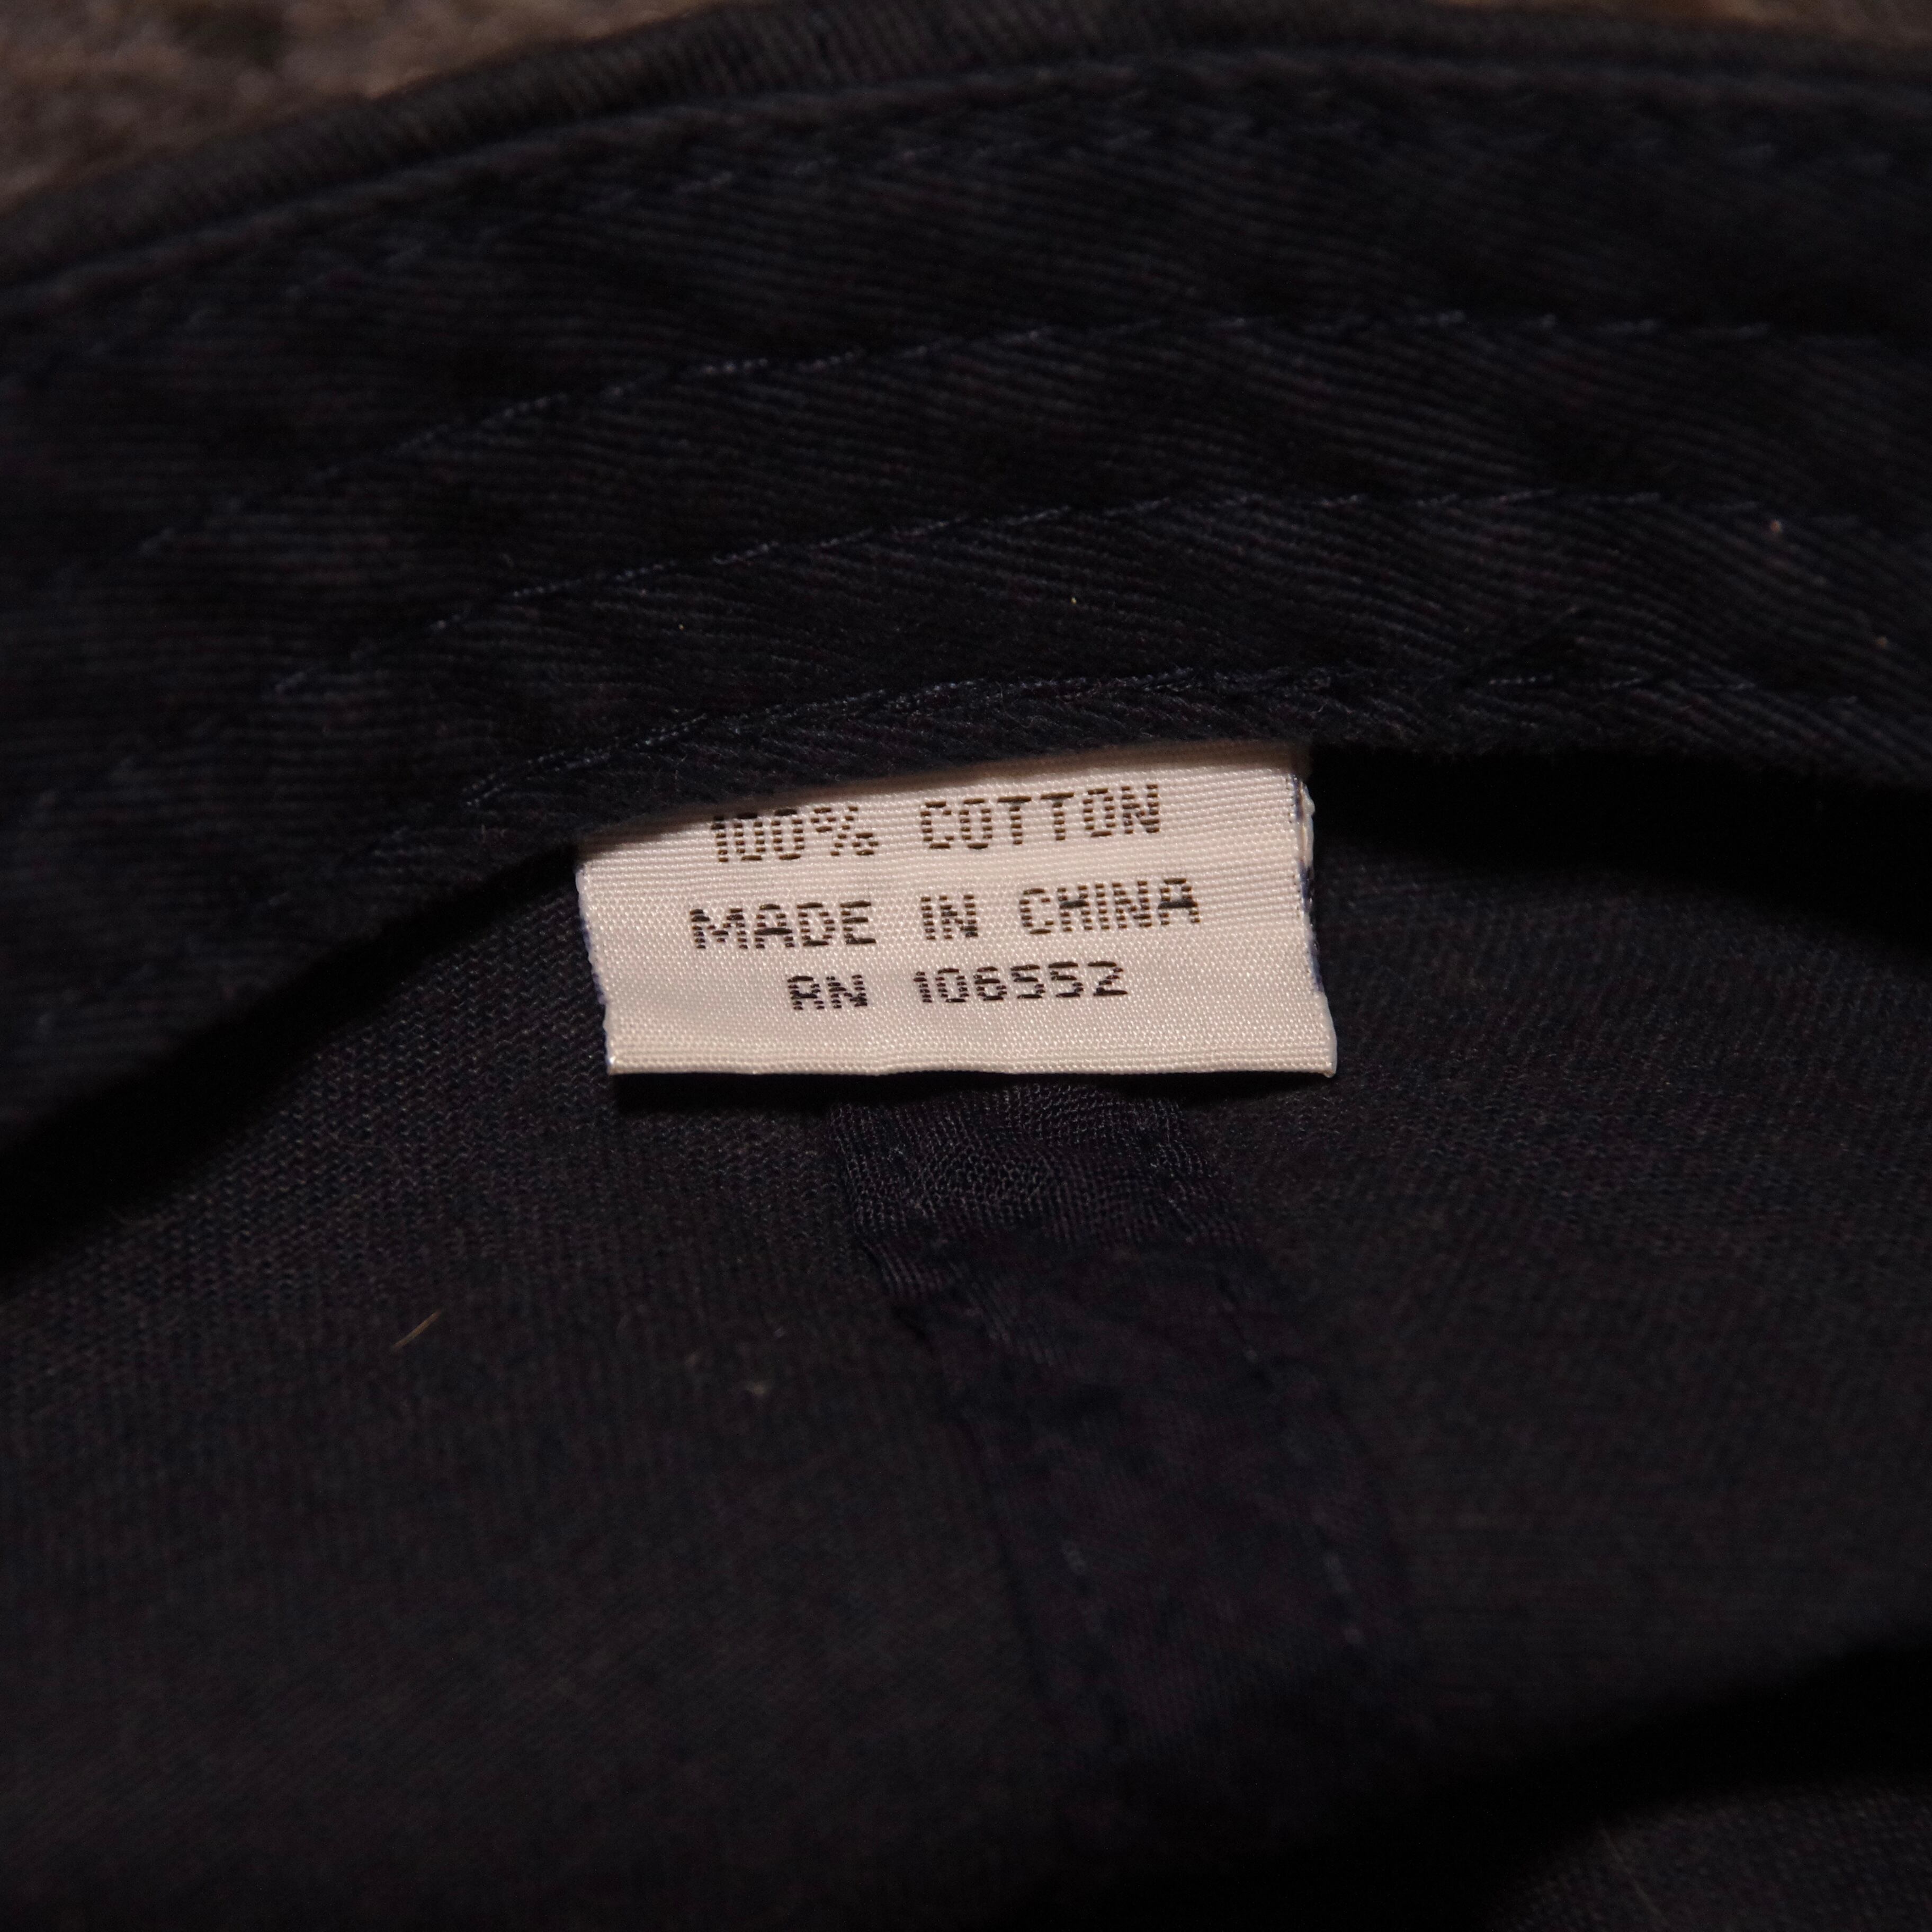 100% COTTON
MADE IN CHINA
RN 106552